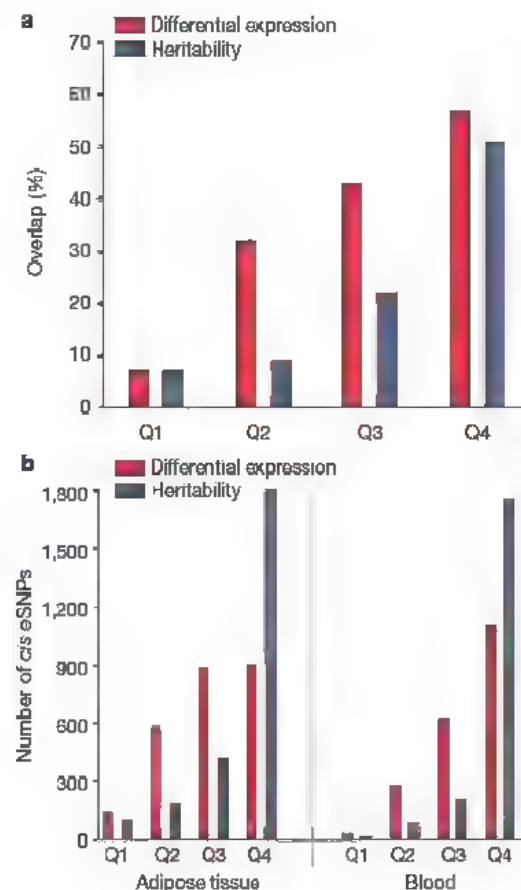 a
Differential expression
Heritability
70
50
40
30
20
10
0
Overlap (%)
Q1 Q2 Q3 Q4
b
Differential expression
Heritability
1,800
1,500
1,200
900
600
300
0
Number of cis eSNPs
Q1 Q2 Q3 Q4 Q1 Q2 Q3 Q4
Adipose tissue Blood